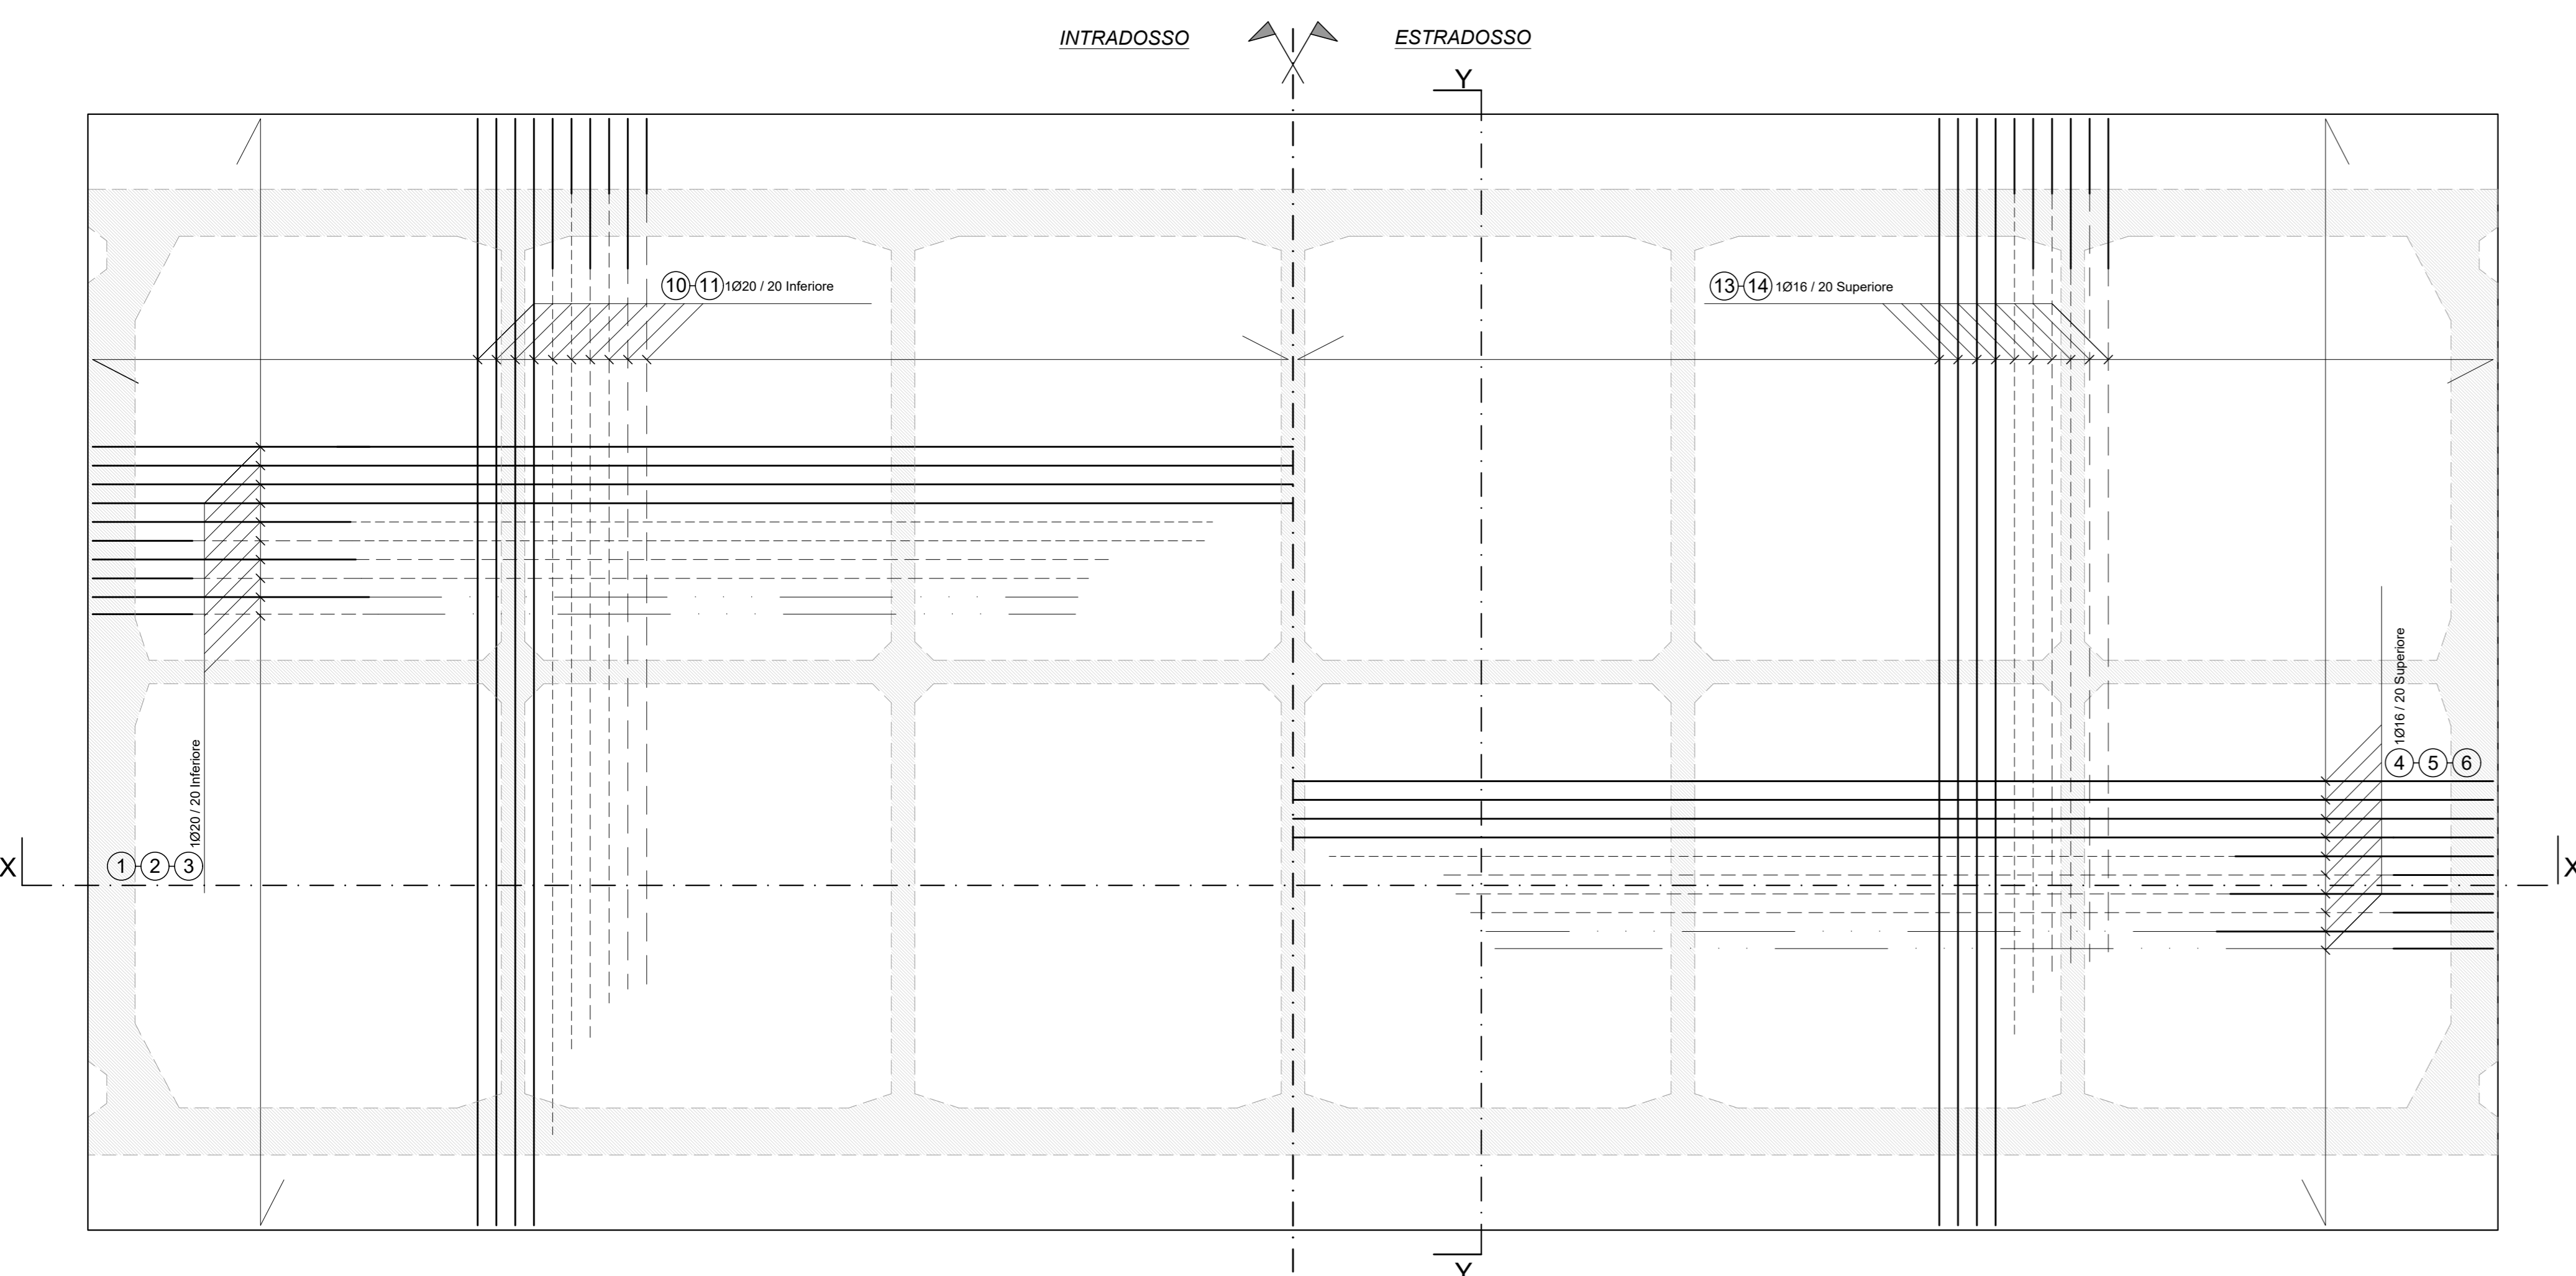 INTRADOSSO
ESTRADOSSO
Y
10 - 11 1Ø20 / 20 Inferiore
13 - 14 1Ø16 / 20 Superiore
1Ø20 / 20 Inferiore
1 - 2 - 3
1Ø16 / 20 Superiore
4 - 5 - 6
X
X
Y